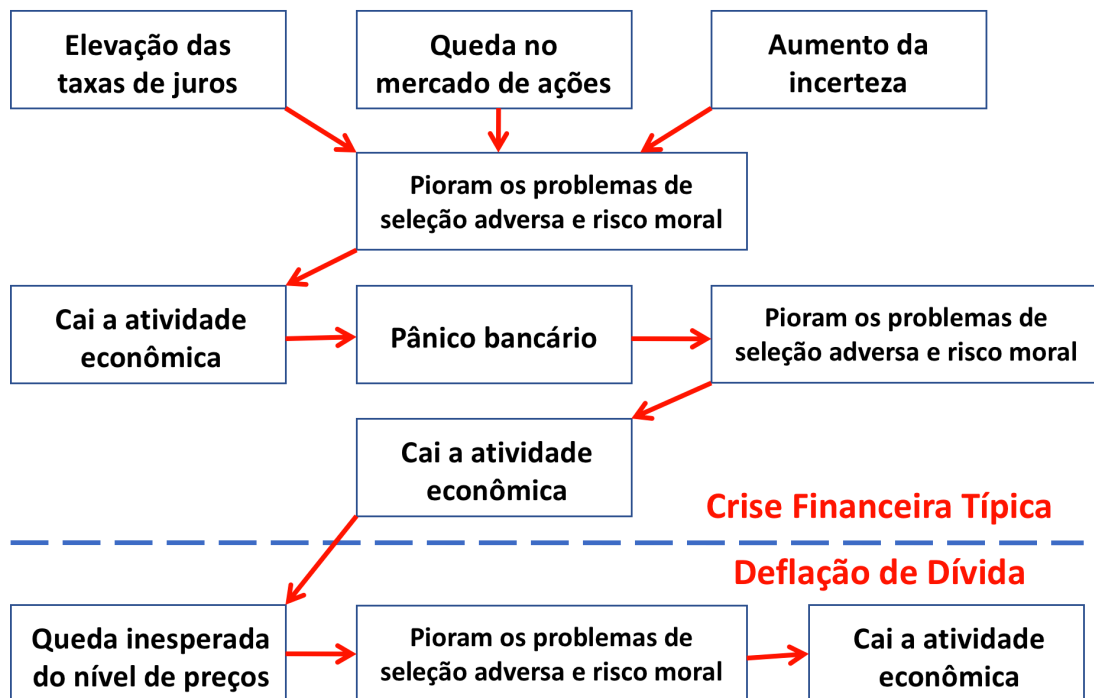 Elevação das
taxas de juros
Queda no
mercado de ações
Aumento da
incerteza
Pioram os problemas de
seleção adversa e risco moral
Cai a atividade
econômica
Pânico bancário
Pioram os problemas de
seleção adversa e risco moral
Cai a atividade
econômica
Crise Financeira Típica
Deflação de Dívida
Queda inesperada
do nível de preços
Pioram os problemas de
seleção adversa e risco moral
Cai a atividade
econômica